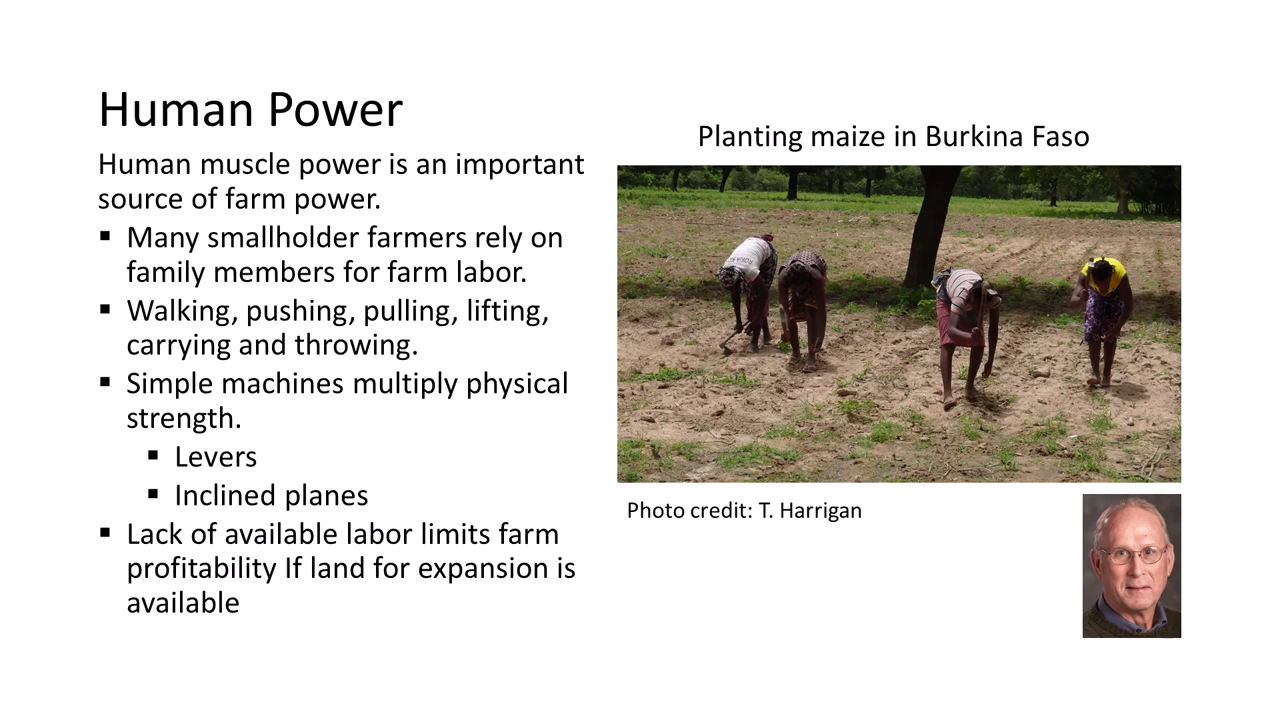 Human Power
Human muscle power is an important
source of farm power.
▪ Many smallholder farmers rely on
family members for farm labor.
▪ Walking, pushing, pulling, lifting,
carrying and throwing.
▪ Simple machines multiply physical
strength.
▪ Levers
▪ Inclined planes
▪ Lack of available labor limits farm
profitability If land for expansion is
available
Planting maize in Burkina Faso
Photo credit: T. Harrigan